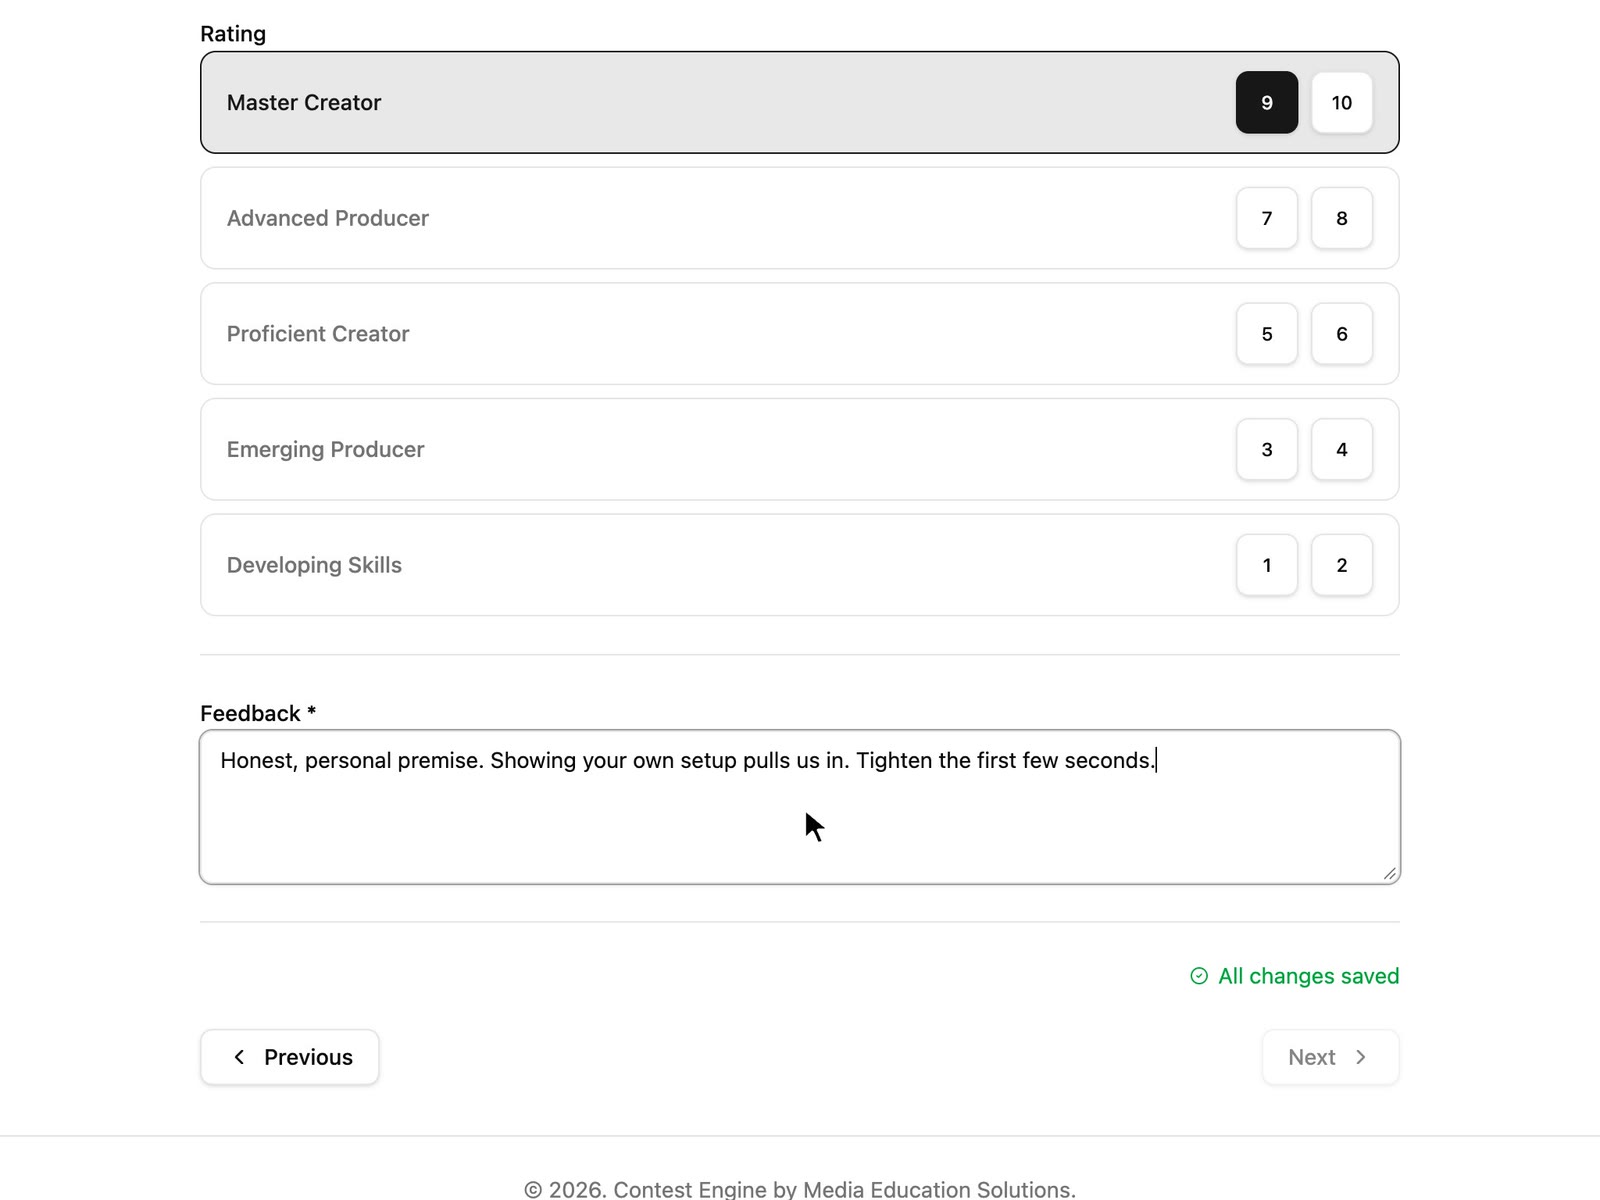 Rating
Master Creator 9 10
Advanced Producer 7 8
Proficient Creator 5 6
Emerging Producer 3 4
Developing Skills 1 2
Feedback *
Honest, personal premise. Showing your own setup pulls us in. Tighten the first few seconds.
All changes saved
Previous Next
© 2026. Contest Engine by Media Education Solutions.